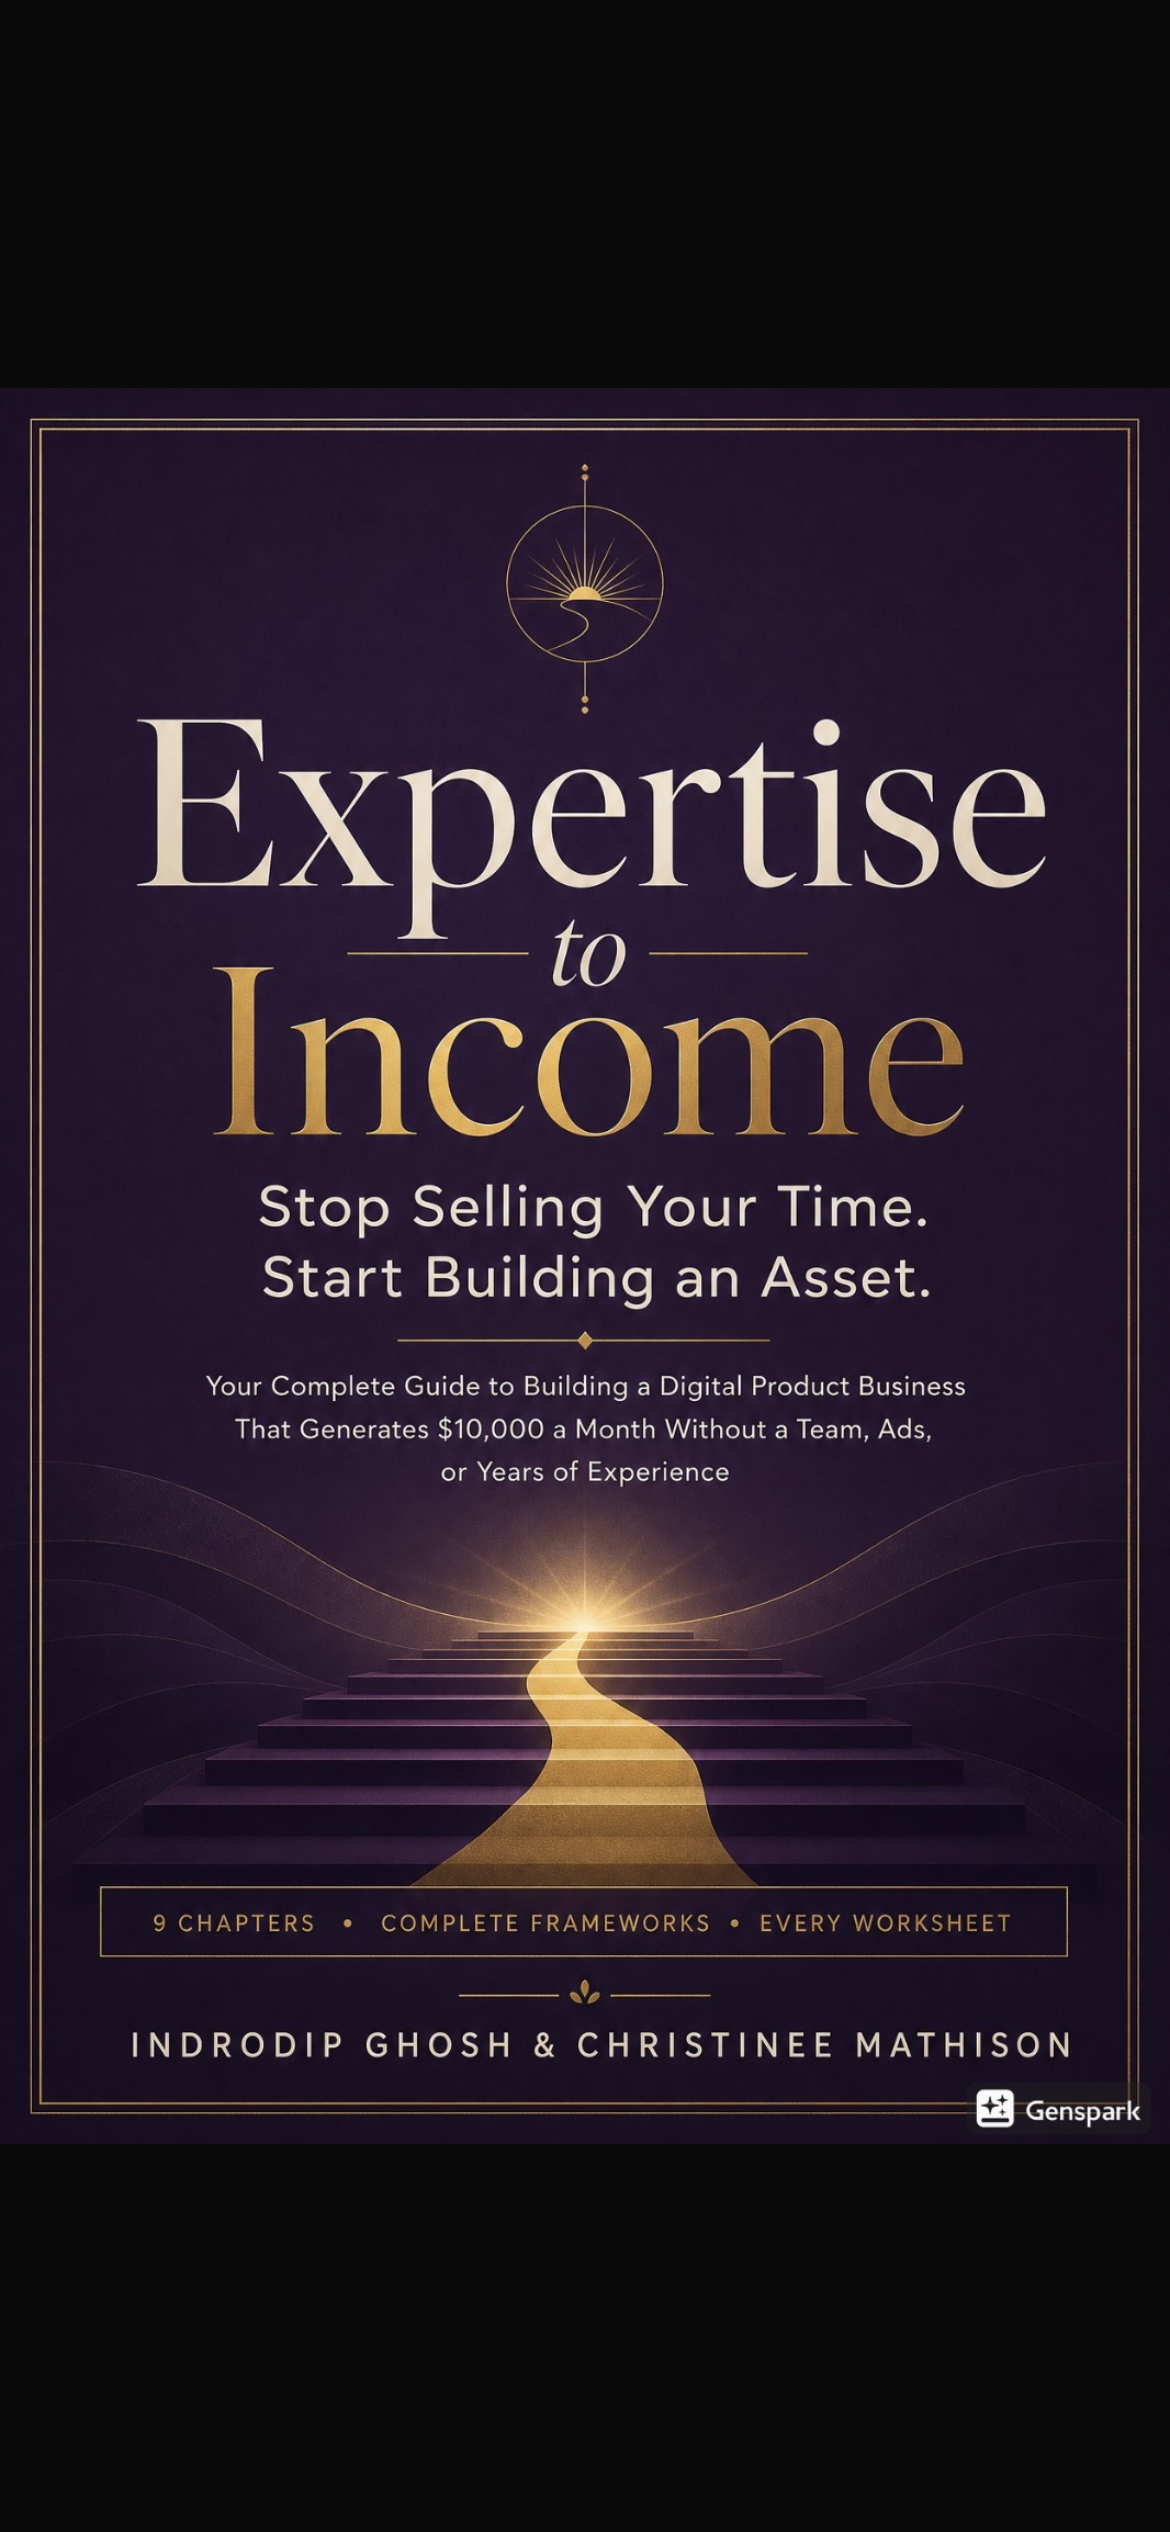 Expertise
to
Income
Stop Selling Your Time.
Start Building an Asset.
Your Complete Guide to Building a Digital Product Business
That Generates $10,000 a Month Without a Team, Ads,
or Years of Experience
9 CHAPTERS • COMPLETE FRAMEWORKS • EVERY WORKSHEET
INDRODIP GHOSH & CHRISTINEE MATHISON
Genspark